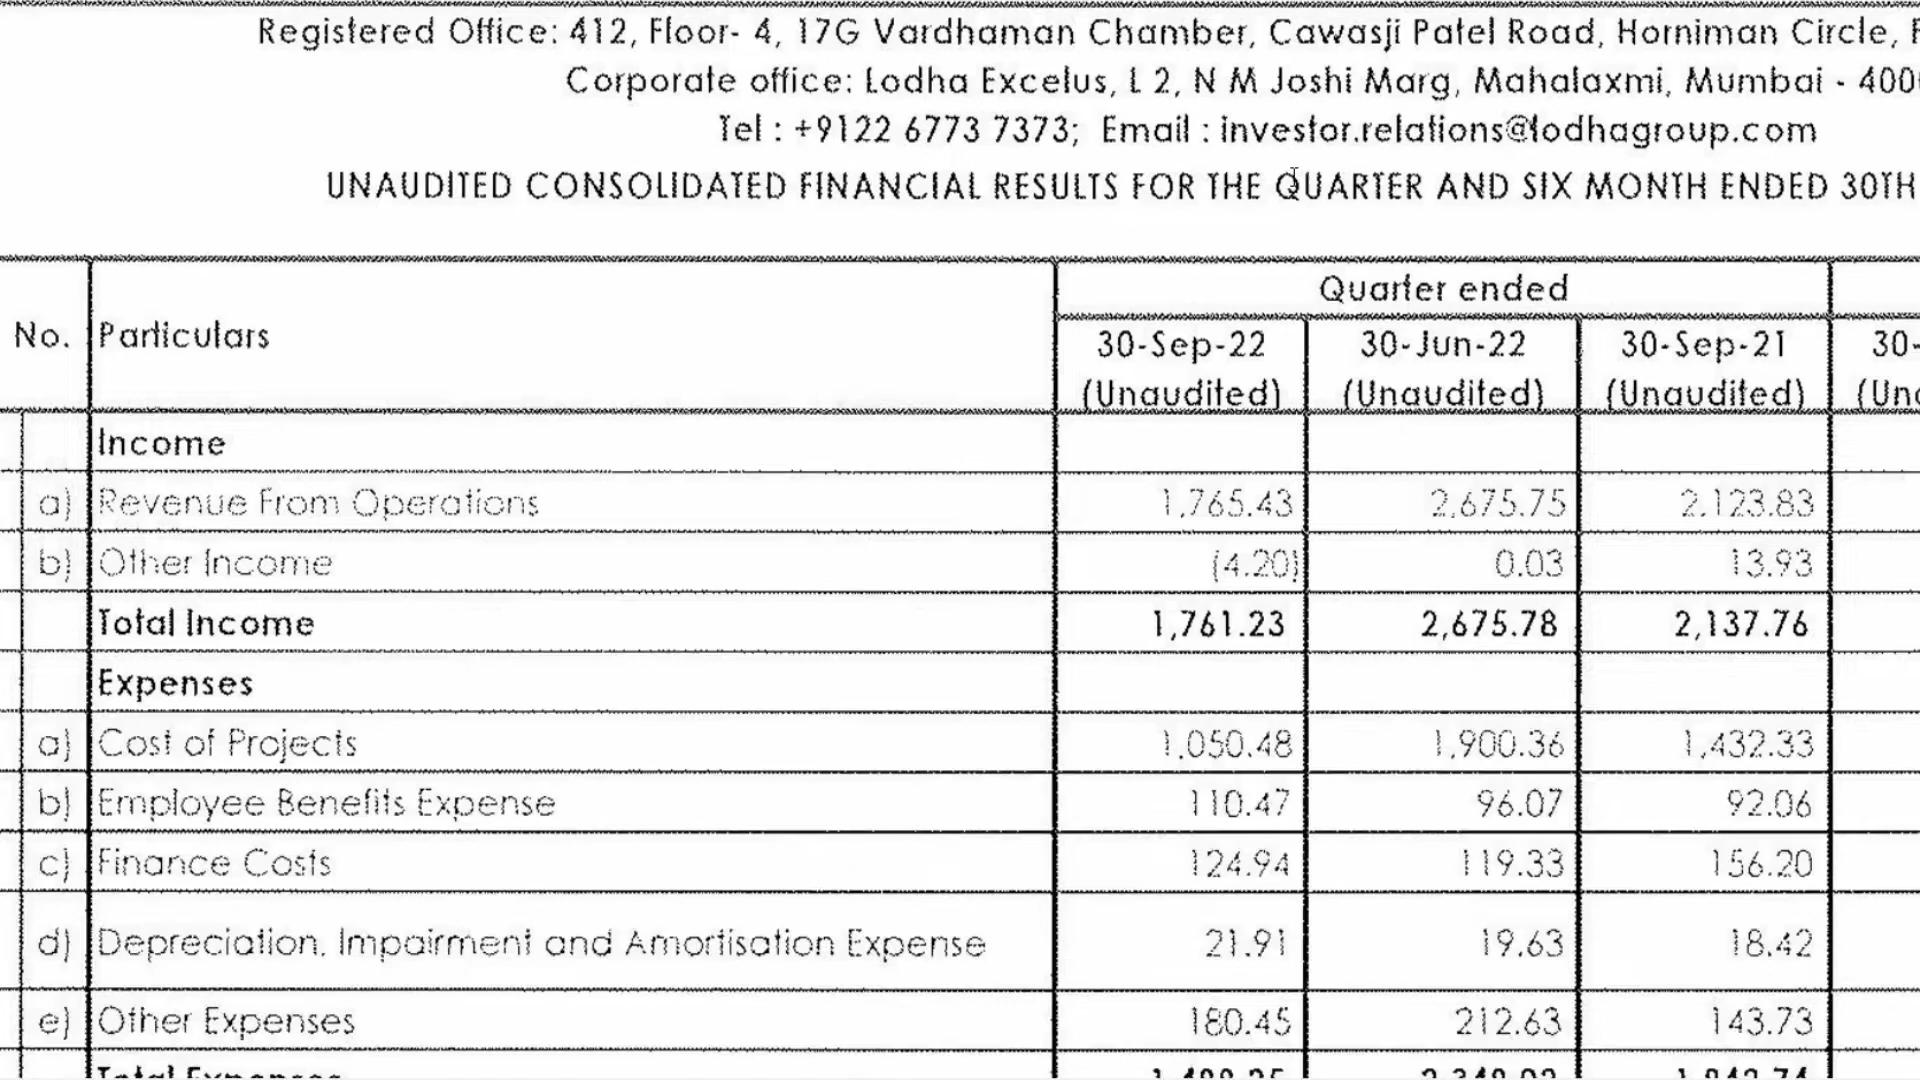 Registered Office: 412, Floor- 4, 17G Vardhaman Chamber, Cawasji Patel Road, Horniman Circle,
Corporate office: Lodha Excelus, L 2, N M Joshi Marg, Mahalaxmi, Mumbai - 400
Tel : +9122 6773 7373; Email : investor.relations@lodhagroup.com
UNAUDITED CONSOLIDATED FINANCIAL RESULTS FOR THE QUARTER AND SIX MONTH ENDED 30TH
Quarter ended
No. Particulars 30-Sep-22 30-Jun-22 30-Sep-21 30-
(Unaudited) (Unaudited) (Unaudited)
Income
a) Revenue From Operations 1,765.43 2,675.75 2,123.83
b) Other Income (4.20) 0.03 13.93
Total Income 1,761.23 2,675.78 2,137.76
Expenses
a) Cost of Projects 1,050.48 1,900.36 1,432.33
b) Employee Benefits Expense 110.47 96.07 92.06
c) Finance Costs 124.94 119.33 156.20
d) Depreciation, Impairment and Amortisation Expense 21.91 19.63 18.42
e) Other Expenses 180.45 212.63 143.73
Total Expenses